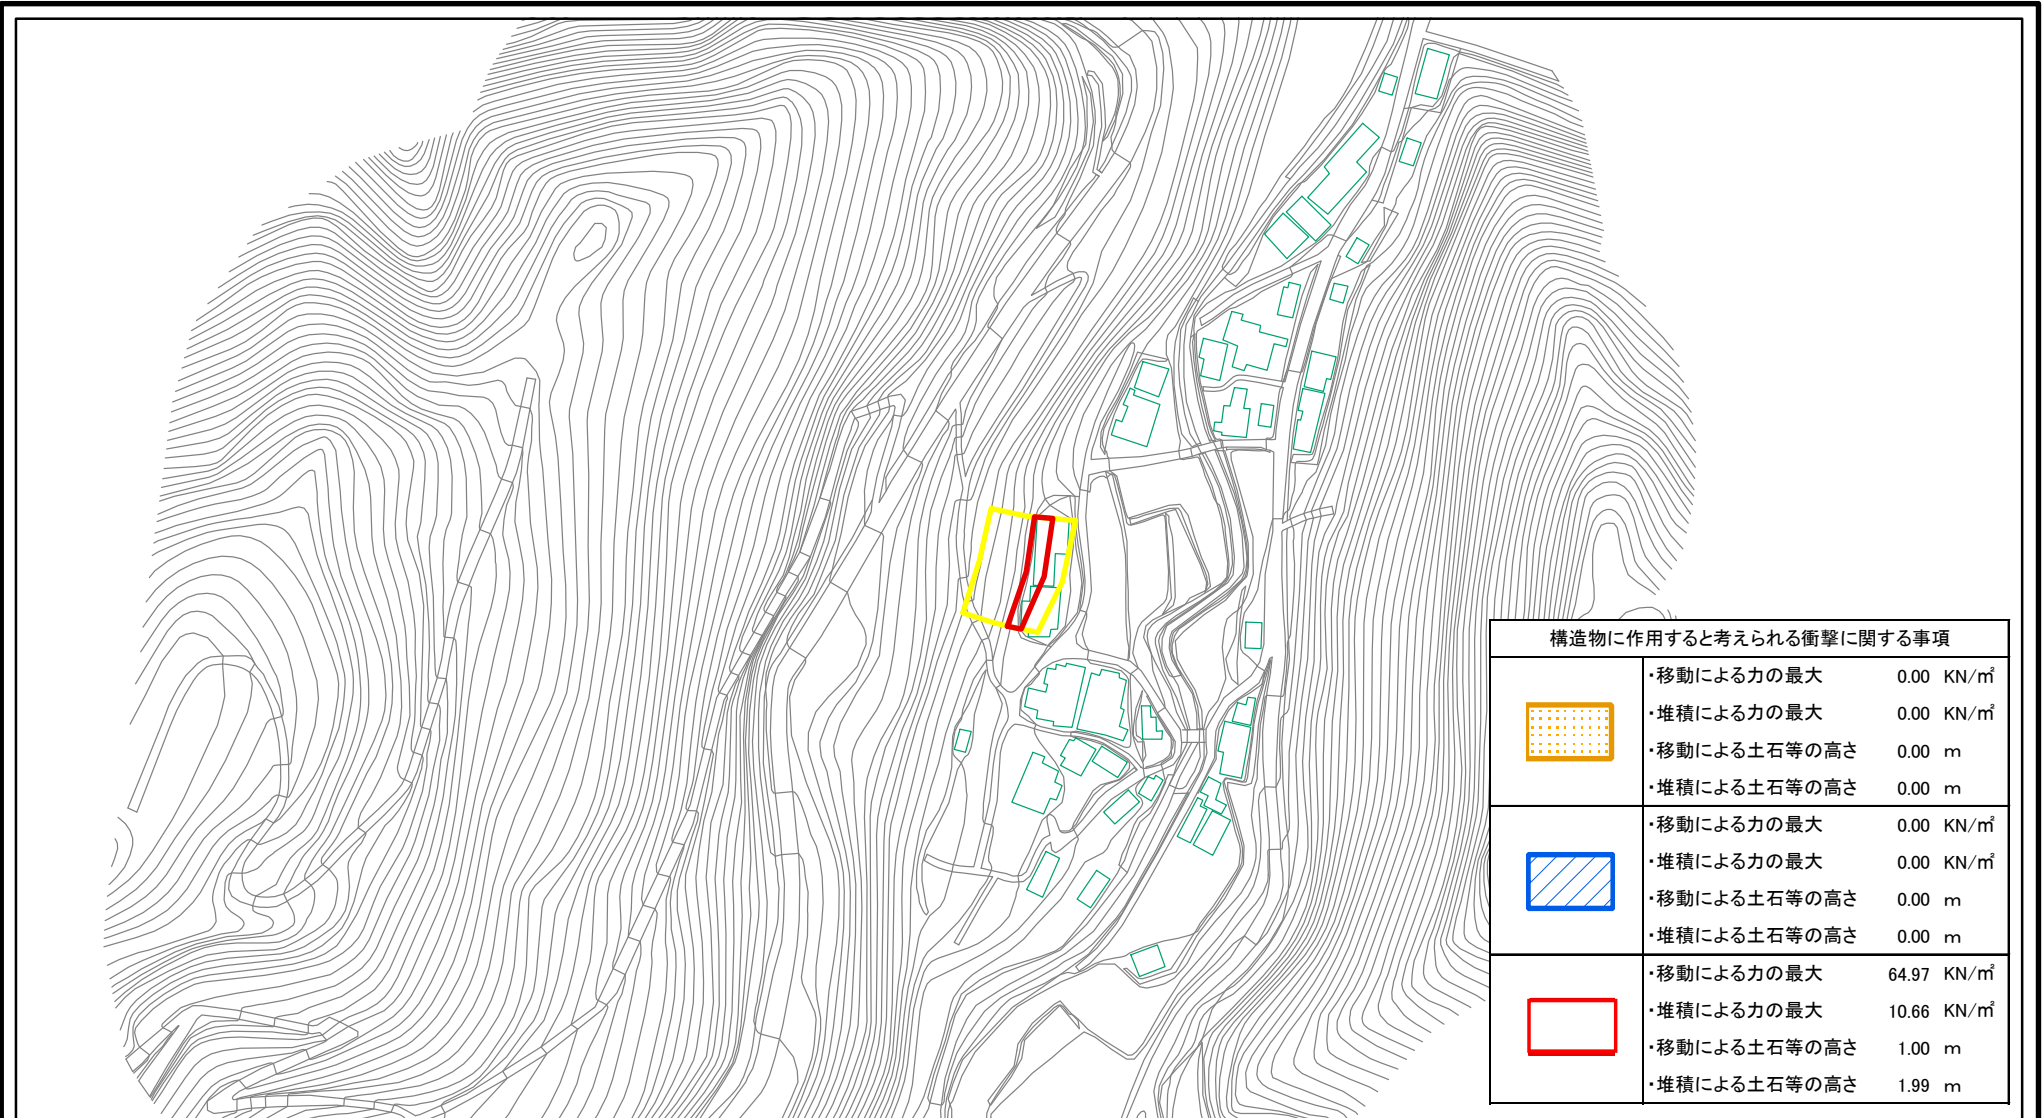 構造物に作用すると考えられる衝撃に関する事項
・移動による力の最大 0.00 KN/㎡
・堆積による力の最大 0.00 KN/㎡
・移動による土石等の高さ 0.00 m
・堆積による土石等の高さ 0.00 m
・移動による力の最大 0.00 KN/㎡
・堆積による力の最大 0.00 KN/㎡
・移動による土石等の高さ 0.00 m
・堆積による土石等の高さ 0.00 m
・移動による力の最大 64.97 KN/㎡
・堆積による力の最大 10.66 KN/㎡
・移動による土石等の高さ 1.00 m
・堆積による土石等の高さ 1.99 m